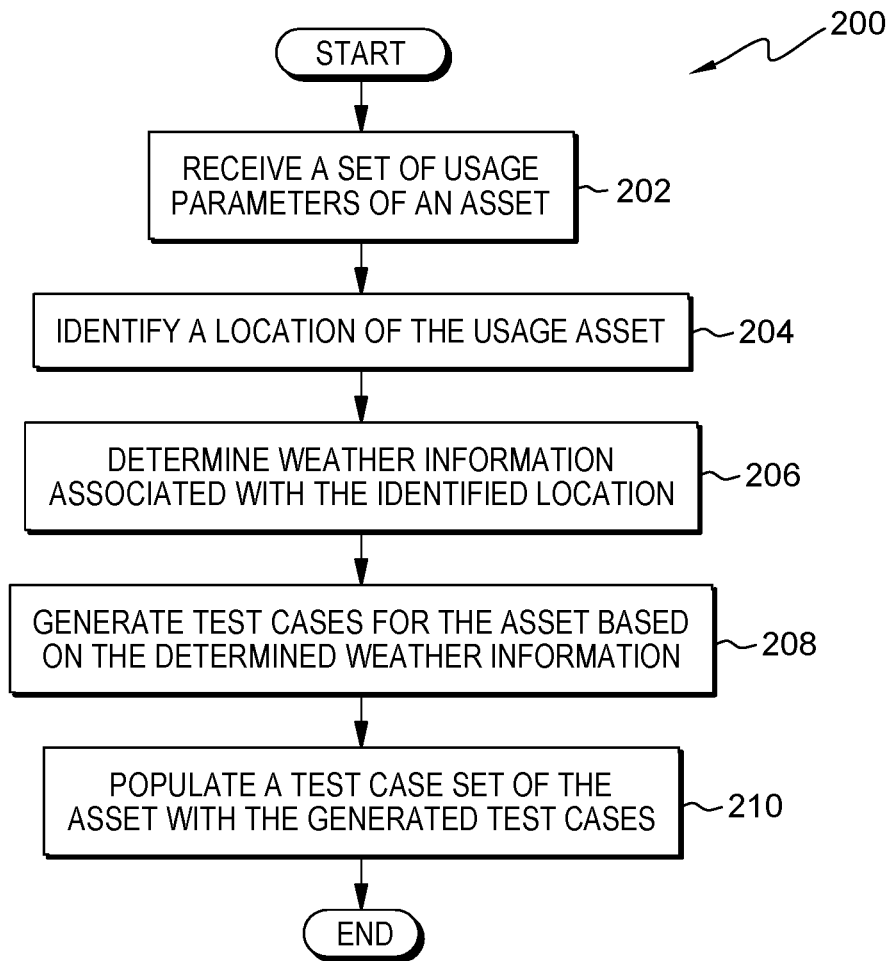 200
START
RECEIVE A SET OF USAGE
PARAMETERS OF AN ASSET
202
IDENTIFY A LOCATION OF THE USAGE ASSET
204
DETERMINE WEATHER INFORMATION
ASSOCIATED WITH THE IDENTIFIED LOCATION
206
GENERATE TEST CASES FOR THE ASSET BASED
ON THE DETERMINED WEATHER INFORMATION
208
POPULATE A TEST CASE SET OF THE
ASSET WITH THE GENERATED TEST CASES
210
END